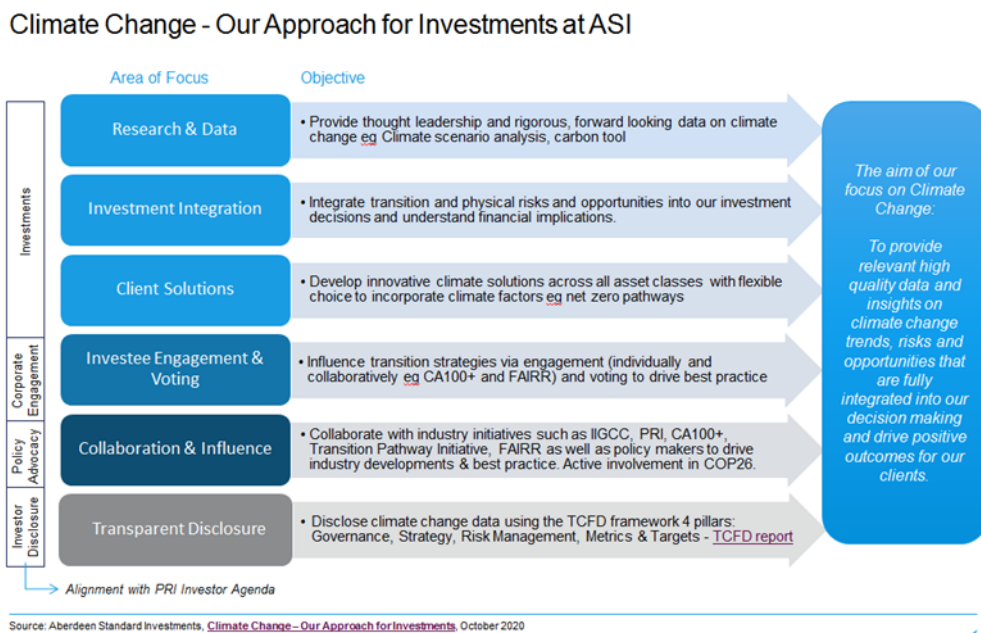 Climate Change - Our Approach for Investments at ASI
Area of Focus
Objective
Investments
Research & Data
• Provide thought leadership and rigorous, forward looking data on climate
change eg Climate scenario analysis, carbon tool
Investment Integration
• Integrate transition and physical risks and opportunities into our investment
decisions and understand financial implications.
Client Solutions
• Develop innovative climate solutions across all asset classes with flexible
choice to incorporate climate factors eg net zero pathways
Corporate
Engagement
Investee Engagement &
Voting
• Influence transition strategies via engagement (individually and
collaboratively eg CA100+ and FAIRR) and voting to drive best practice
Policy
Advocacy
Collaboration & Influence
• Collaborate with industry initiatives such as IIGCC, PRI, CA100+,
Transition Pathway Initiative, FAIRR as well as policy makers to drive
industry developments & best practice. Active involvement in COP26.
Investor
Disclosure
Transparent Disclosure
• Disclose climate change data using the TCFD framework 4 pillars:
Governance, Strategy, Risk Management, Metrics & Targets - TCFD report
The aim of our
focus on Climate
Change:
To provide
relevant high
quality data and
insights on
climate change
trends, risks and
opportunities that
are fully
integrated into our
decision making
and drive positive
outcomes for our
clients.
Alignment with PRI Investor Agenda
Source: Aberdeen Standard Investments, Climate Change – Our Approach for Investments, October 2020